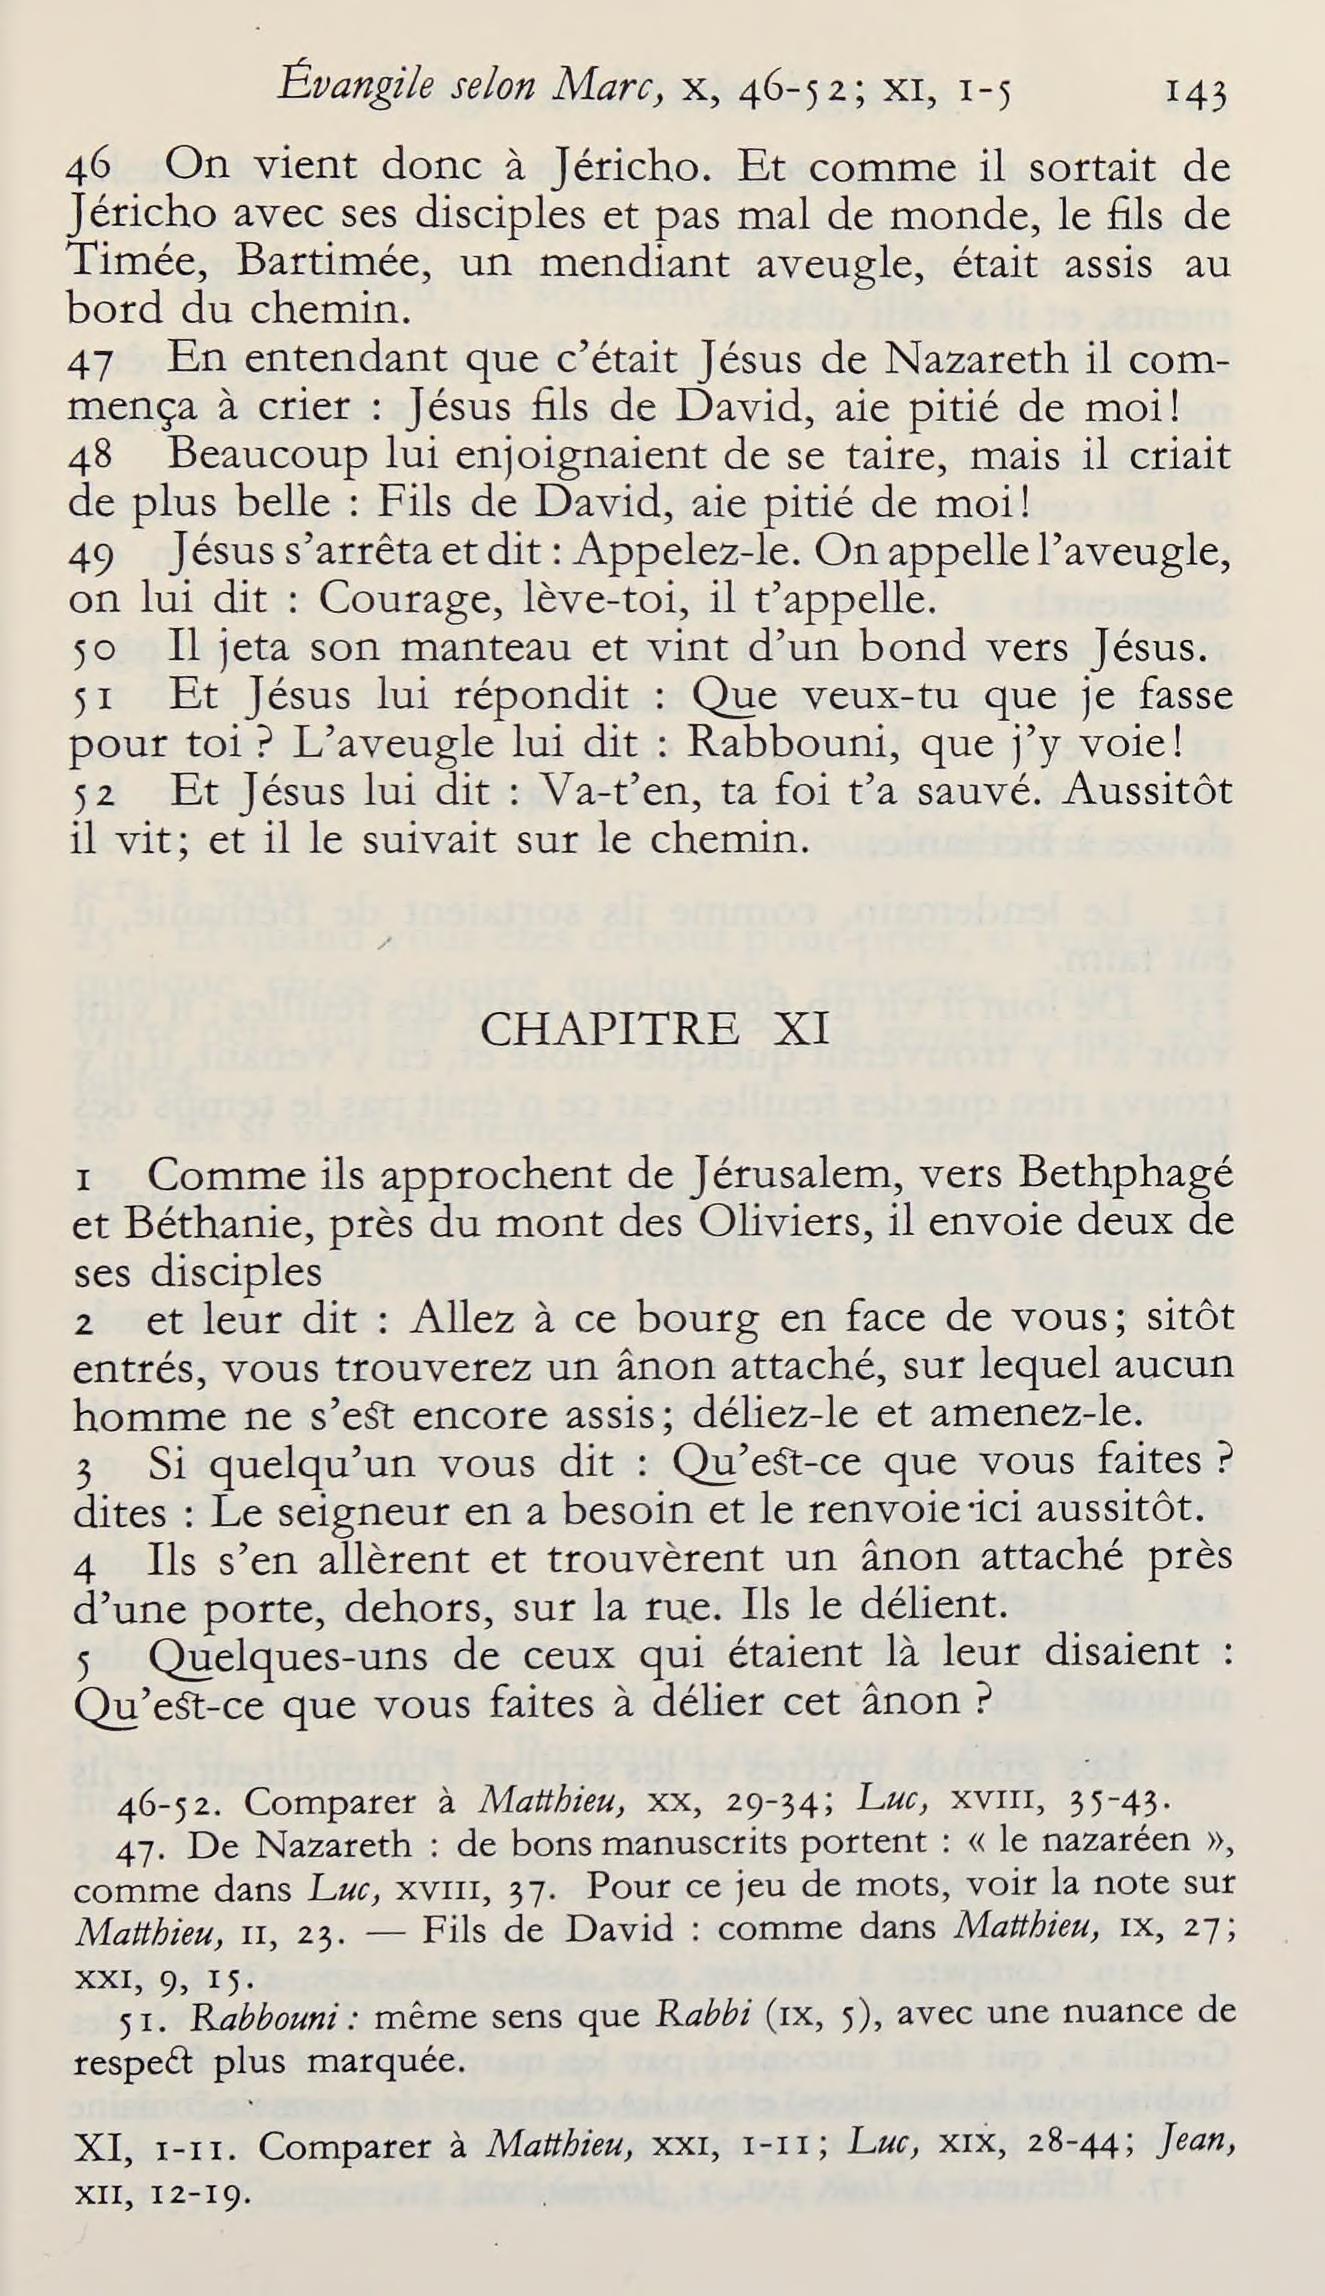 Évangile selon Marc, X, 46-52; XI, 1-5 143
46 On vient donc à Jéricho. Et comme il sortait de
Jéricho avec ses disciples et pas mal de monde, le fils de
Timée, Bartimée, un mendiant aveugle, était assis au
bord du chemin.
47 En entendant que c’était Jésus de Nazareth il com-
mença à crier : Jésus fils de David, aie pitié de moi!
48 Beaucoup lui enjoignaient de se taire, mais il criait
de plus belle : Fils de David, aie pitié de moi!
49 Jésus s’arrêta et dit : Appelez-le. On appelle l’aveugle,
on lui dit : Courage, lève-toi, il t’appelle.
50 Il jeta son manteau et vint d’un bond vers Jésus.
51 Et Jésus lui répondit : Que veux-tu que je fasse
pour toi ? L’aveugle lui dit : Rabbouni, que j’y voie!
52 Et Jésus lui dit : Va-t’en, ta foi t’a sauvé. Aussitôt
il vit; et il le suivait sur le chemin.
CHAPITRE XI
1 Comme ils approchent de Jérusalem, vers Bethphagé
et Béthanie, près du mont des Oliviers, il envoie deux de
ses disciples
2 et leur dit : Allez à ce bourg en face de vous; sitôt
entrés, vous trouverez un ânon attaché, sur lequel aucun
homme ne s’est encore assis; déliez-le et amenez-le.
3 Si quelqu’un vous dit : Qu’est-ce que vous faites ?
dites : Le seigneur en a besoin et le renvoie ici aussitôt.
4 Ils s’en allèrent et trouvèrent un ânon attaché près
d’une porte, dehors, sur la rue. Ils le délient.
5 Quelques-uns de ceux qui étaient là leur disaient :
Qu’est-ce que vous faites à délier cet ânon ?
46-52. Comparer à Matthieu, XX, 29-34; Luc, XVIII, 35-43.
47. De Nazareth : de bons manuscrits portent : « le nazaréen »,
comme dans Luc, XVIII, 37. Pour ce jeu de mots, voir la note sur
Matthieu, II, 23. — Fils de David : comme dans Matthieu, IX, 27;
XXI, 9, 15.
51. Rabbouni : même sens que Rabbi (IX, 5), avec une nuance de
respect plus marquée.
XI, 1-11. Comparer à Matthieu, XXI, 1-11; Luc, XIX, 28-44; Jean,
XII, 12-19.